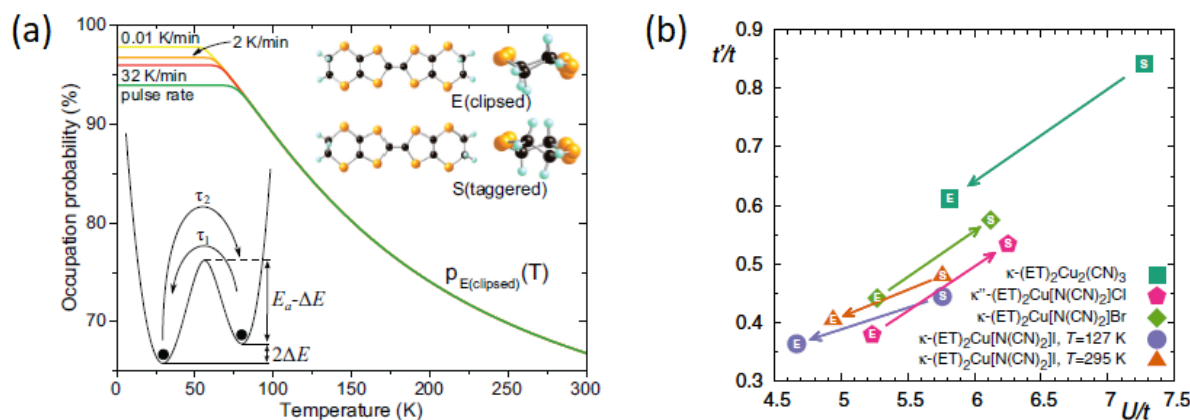 (a)
100
95
90
85
80
75
70
65
Occupation probability (%)
0.01 K/min
2 K/min
32 K/min
pulse rate
E(clipsed)
S(taggered)
τ2
τ1
Ea-ΔE
2ΔE
pE(clipsed)(T)
0 50 100 150 200 250 300
Temperature (K)
(b)
t'/t
0.9
0.8
0.7
0.6
0.5
0.4
0.3
S
E
S
S
S
S
E
E
E
E
κ-(ET)2Cu2(CN)3
κ''-(ET)2Cu[N(CN)2]Cl
κ-(ET)2Cu[N(CN)2]Br
κ-(ET)2Cu[N(CN)2]I, T=127 K
κ-(ET)2Cu[N(CN)2]I, T=295 K
4.5 5 5.5 6 6.5 7 7.5
U/t